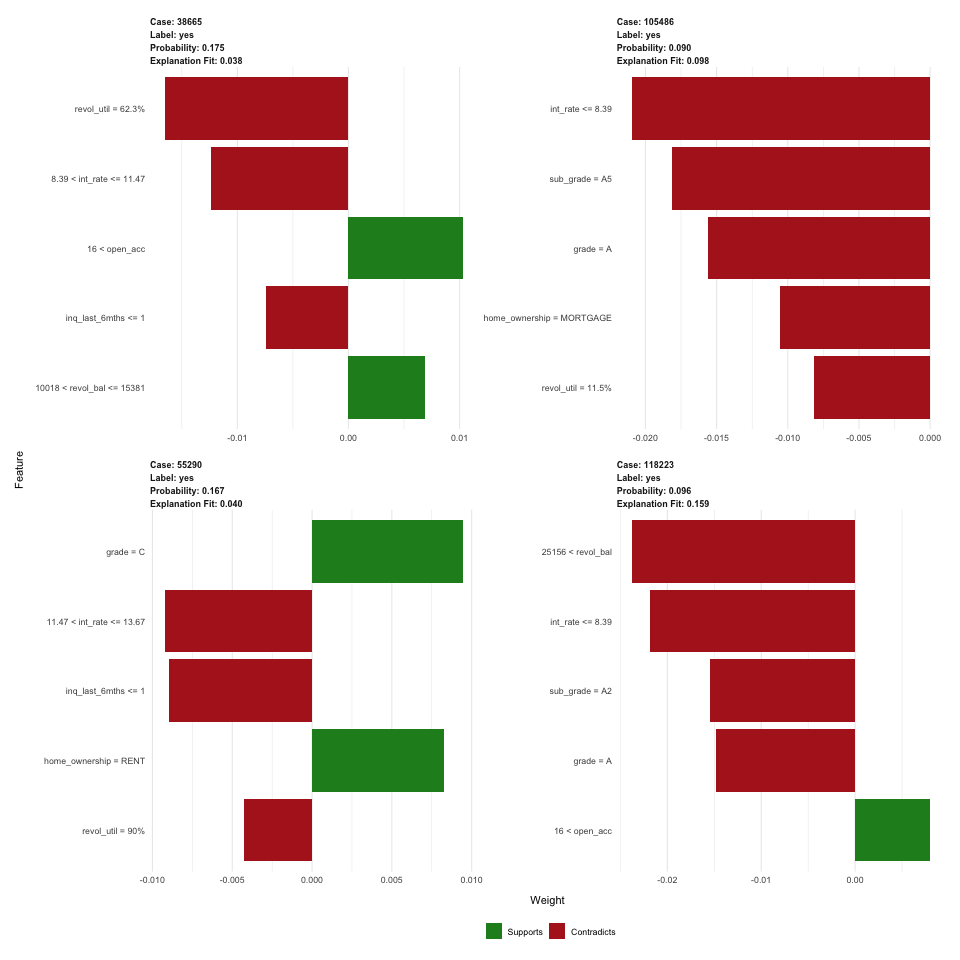 Case: 38665
Label: yes
Probability: 0.175
Explanation Fit: 0.038
revol_util = 62.3%
8.39 < int_rate <= 11.47
16 < open_acc
inq_last_6mths <= 1
10018 < revol_bal <= 15381
-0.01 0.00 0.01
Case: 105486
Label: yes
Probability: 0.090
Explanation Fit: 0.098
int_rate <= 8.39
sub_grade = A5
grade = A
home_ownership = MORTGAGE
revol_util = 11.5%
-0.020 -0.015 -0.010 -0.005 0.000
Feature
Case: 55290
Label: yes
Probability: 0.167
Explanation Fit: 0.040
grade = C
11.47 < int_rate <= 13.67
inq_last_6mths <= 1
home_ownership = RENT
revol_util = 90%
-0.010 -0.005 0.000 0.005 0.010
Case: 118223
Label: yes
Probability: 0.096
Explanation Fit: 0.159
25156 < revol_bal
int_rate <= 8.39
sub_grade = A2
grade = A
16 < open_acc
-0.02 -0.01 0.00
Weight
Supports Contradicts